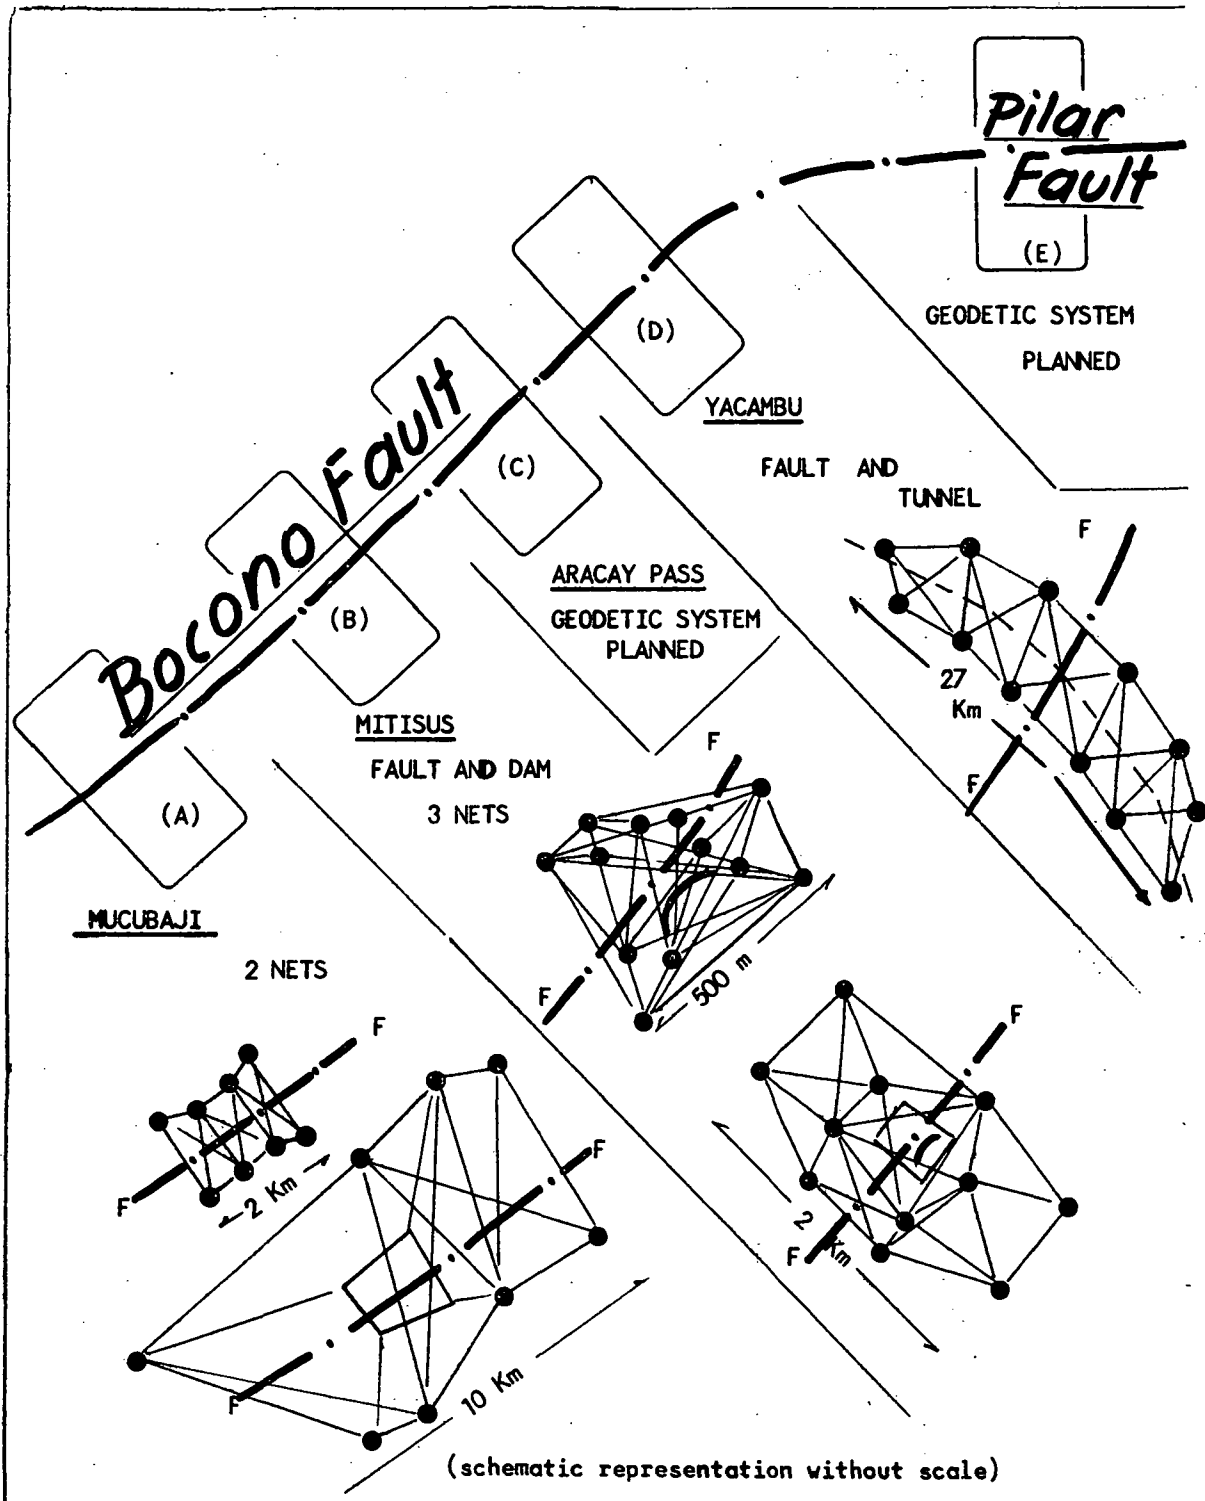 Pilar
Fault
(E)
GEODETIC SYSTEM
PLANNED
(D)
YACAMBU
FAULT AND
TUNNEL
F
27
Km
F
Bocono Fault
(C)
ARACAY PASS
GEODETIC SYSTEM
PLANNED
(B)
MITISUS
FAULT AND DAM
3 NETS
F
500 m
F
F
2 Km
F
(A)
MUCUBAJI
2 NETS
F
2 Km
F
F
10 Km
F
(schematic representation without scale)